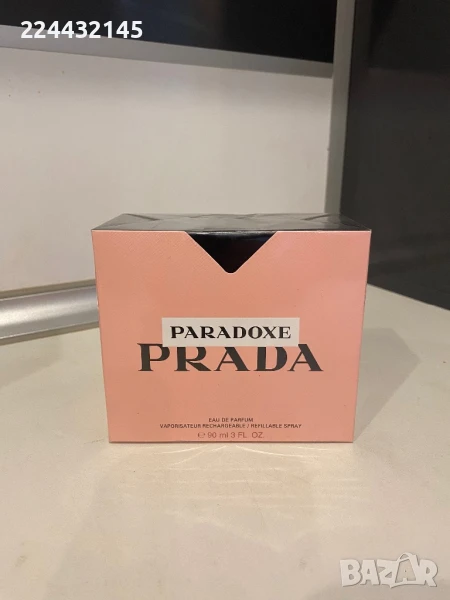 224432145
PARADOXE
PRADA
EAU DE PARFUM
VAPORISATEUR RECHARGEABLE / REFILLABLE SPRAY
℮ 90 ml 3 FL. OZ.
BAZAR